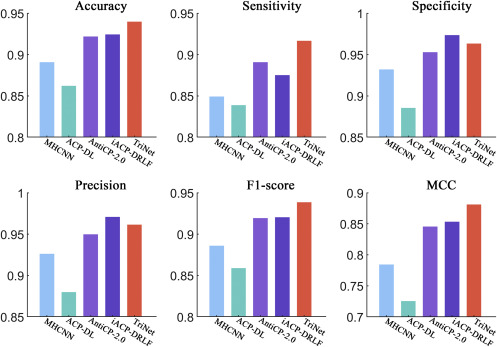 Accuracy
Sensitivity
Specificity
0.95
0.9
0.85
0.8
MHCNN
ACP-DL
AntiCP-2.0
iACP-DRLF
TriNet
0.95
0.9
0.85
0.8
MHCNN
ACP-DL
AntiCP-2.0
iACP-DRLF
TriNet
1
0.95
0.9
0.85
MHCNN
ACP-DL
AntiCP-2.0
iACP-DRLF
TriNet
Precision
F1-score
MCC
1
0.95
0.9
0.85
MHCNN
ACP-DL
AntiCP-2.0
iACP-DRLF
TriNet
0.95
0.9
0.85
0.8
MHCNN
ACP-DL
AntiCP-2.0
iACP-DRLF
TriNet
0.9
0.85
0.8
0.75
0.7
MHCNN
ACP-DL
AntiCP-2.0
iACP-DRLF
TriNet